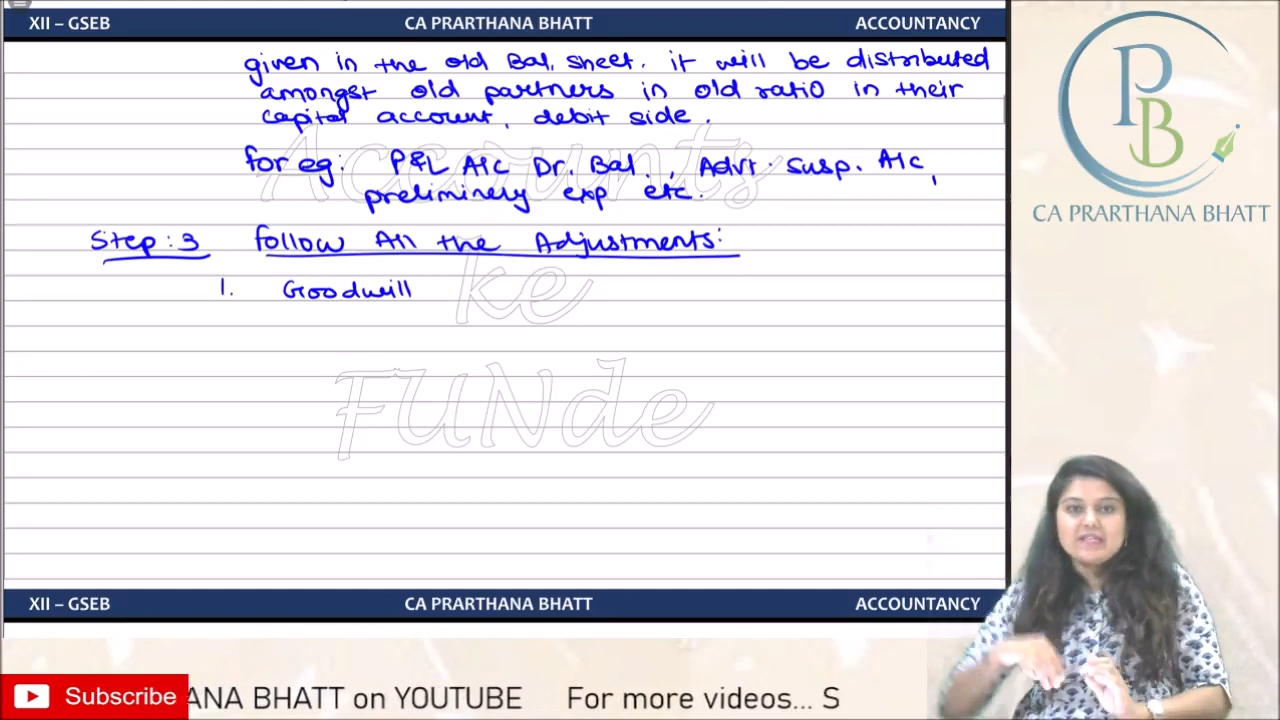 XII – GSEB CA PRARTHANA BHATT ACCOUNTANCY
given in the old Bal. sheet. it will be distributed
amongst old partners in old ratio in their
capital account, debit side.
for eg: P&L A/c Dr. Bal., Advt. Susp. A/c,
preliminery exp etc.
Step: 3 follow All the Adjustments:
1. Goodwill
Accounts
ke
FUNde
XII – GSEB CA PRARTHANA BHATT ACCOUNTANCY
PB
CA PRARTHANA BHATT
Subscribe ANA BHATT on YOUTUBE For more videos... S